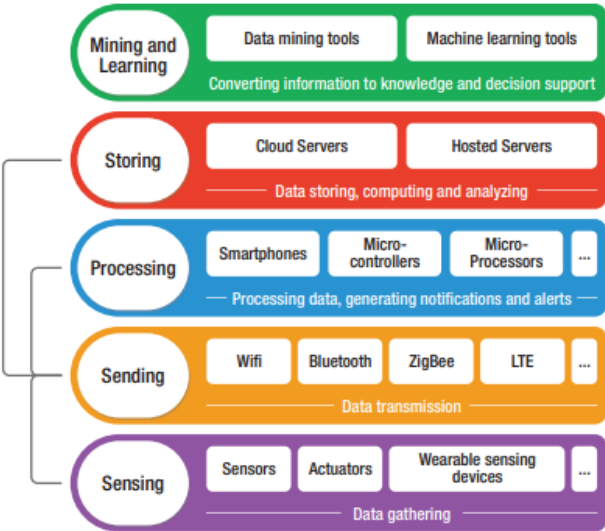 Mining and
Learning
Data mining tools
Machine learning tools
Converting information to knowledge and decision support
Storing
Cloud Servers
Hosted Servers
Data storing, computing and analyzing
Processing
Smartphones
Micro-
controllers
Micro-
Processors
...
Processing data, generating notifications and alerts
Sending
Wifi
Bluetooth
ZigBee
LTE
...
Data transmission
Sensing
Sensors
Actuators
Wearable sensing
devices
...
Data gathering